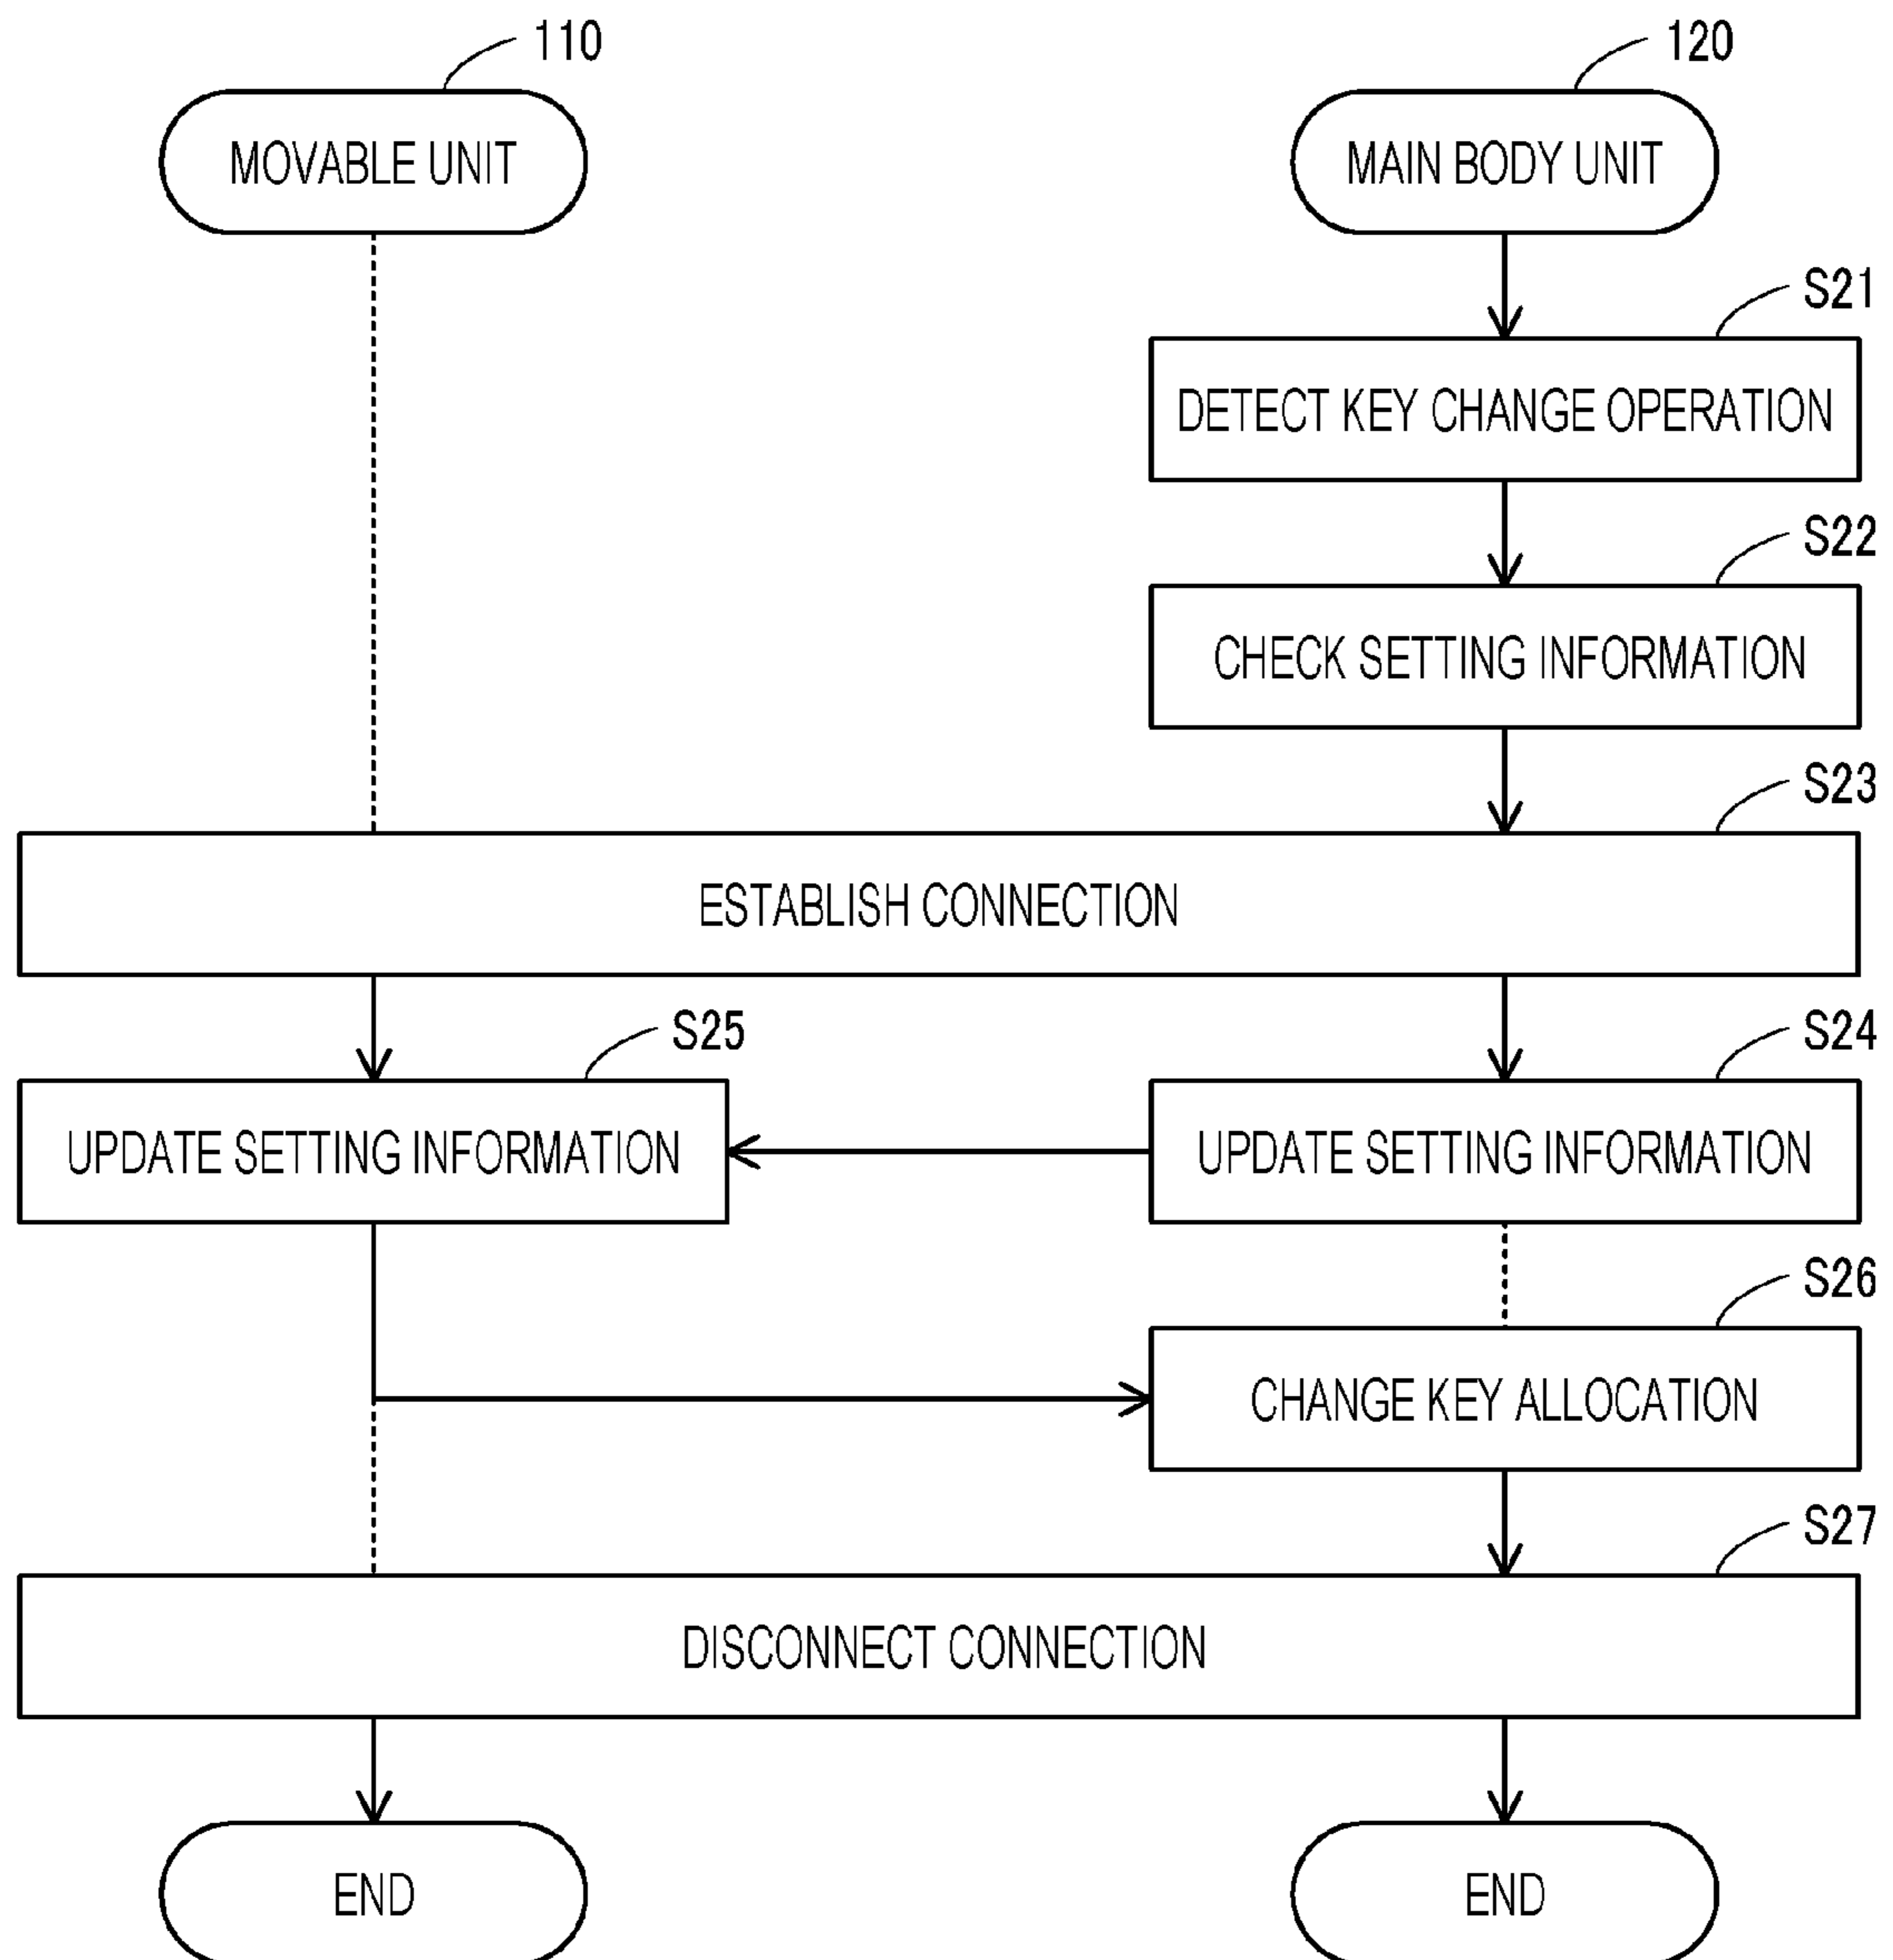 110
120
MOVABLE UNIT
MAIN BODY UNIT
S21
DETECT KEY CHANGE OPERATION
S22
CHECK SETTING INFORMATION
S23
ESTABLISH CONNECTION
S25
S24
UPDATE SETTING INFORMATION
UPDATE SETTING INFORMATION
S26
CHANGE KEY ALLOCATION
S27
DISCONNECT CONNECTION
END
END